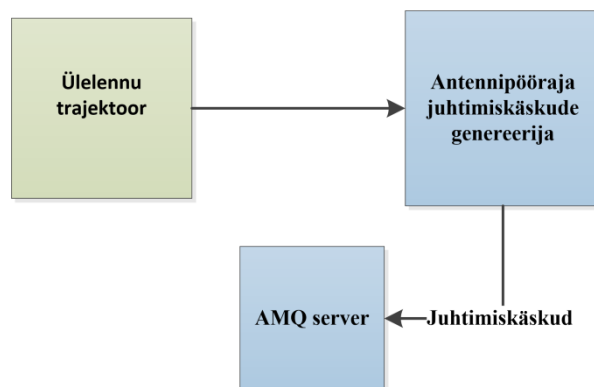 Ülelennu
trajektoor
Antennipööraja
juhtimiskäskude
genereerija
AMQ server
Juhtimiskäskud